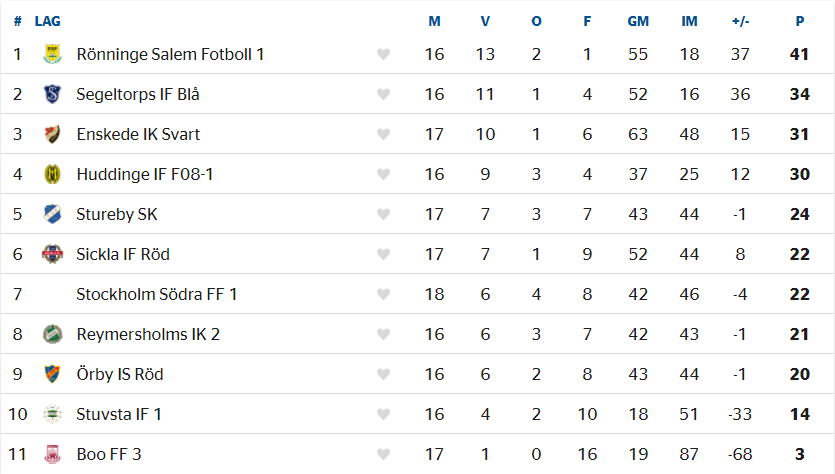 # LAG M V O F GM IM +/- P
1 Rönninge Salem Fotboll 1 16 13 2 1 55 18 37 41
2 Segeltorps IF Blå 16 11 1 4 52 16 36 34
3 Enskede IK Svart 17 10 1 6 63 48 15 31
4 Huddinge IF F08-1 16 9 3 4 37 25 12 30
5 Stureby SK 17 7 3 7 43 44 -1 24
6 Sickla IF Röd 17 7 1 9 52 44 8 22
7 Stockholm Södra FF 1 18 6 4 8 42 46 -4 22
8 Reymersholms IK 2 16 6 3 7 42 43 -1 21
9 Örby IS Röd 16 6 2 8 43 44 -1 20
10 Stuvsta IF 1 16 4 2 10 18 51 -33 14
11 Boo FF 3 17 1 0 16 19 87 -68 3